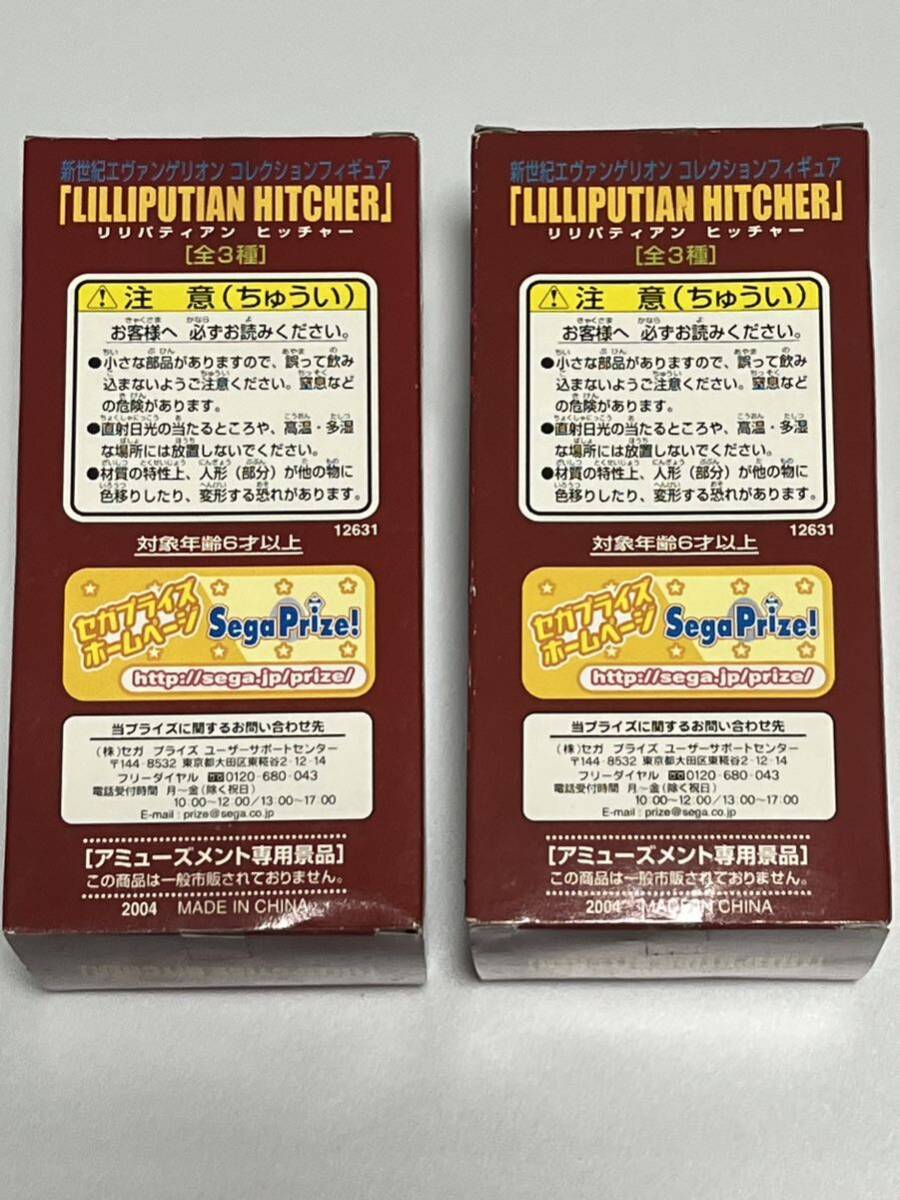 新世紀エヴァンゲリオン コレクションフィギュア
「LILLIPUTIAN HITCHER」
リリパティアン ヒッチャー
[全3種]
注 意(ちゅうい)
お客様へ 必ずお読みください。
●小さな部品がありますので、誤って飲み
込まないようご注意ください。窒息など
の危険があります。
●直射日光の当たるところや、高温・多湿
な場所には放置しないでください。
●材質の特性上、人形(部分)が他の物に
色移りしたり、変形する恐れがあります。
12631
対象年齢6才以上
セガプライズ
ホームページ
SegaPrize!
http://sega.jp/prize/
当プライズに関するお問い合わせ先
(株)セガ プライズ ユーザーサポートセンター
〒144-8532 東京都大田区東糀谷2-12-14
フリーダイヤル 0120-680-043
電話受付時間 月~金(除く祝日)
10:00~12:00/13:00~17:00
E-mail : prize@sega.co.jp
[アミューズメント専用景品]
この商品は一般市販されておりません。
2004 MADE IN CHINA
新世紀エヴァンゲリオン コレクションフィギュア
「LILLIPUTIAN HITCHER」
リリパティアン ヒッチャー
[全3種]
注 意(ちゅうい)
お客様へ 必ずお読みください。
●小さな部品がありますので、誤って飲み
込まないようご注意ください。窒息など
の危険があります。
●直射日光の当たるところや、高温・多湿
な場所には放置しないでください。
●材質の特性上、人形(部分)が他の物に
色移りしたり、変形する恐れがあります。
12631
対象年齢6才以上
セガプライズ
ホームページ
SegaPrize!
http://sega.jp/prize/
当プライズに関するお問い合わせ先
(株)セガ プライズ ユーザーサポートセンター
〒144-8532 東京都大田区東糀谷2-12-14
フリーダイヤル 0120-680-043
電話受付時間 月~金(除く祝日)
10:00~12:00/13:00~17:00
E-mail : prize@sega.co.jp
[アミューズメント専用景品]
この商品は一般市販されておりません。
2004 MADE IN CHINA